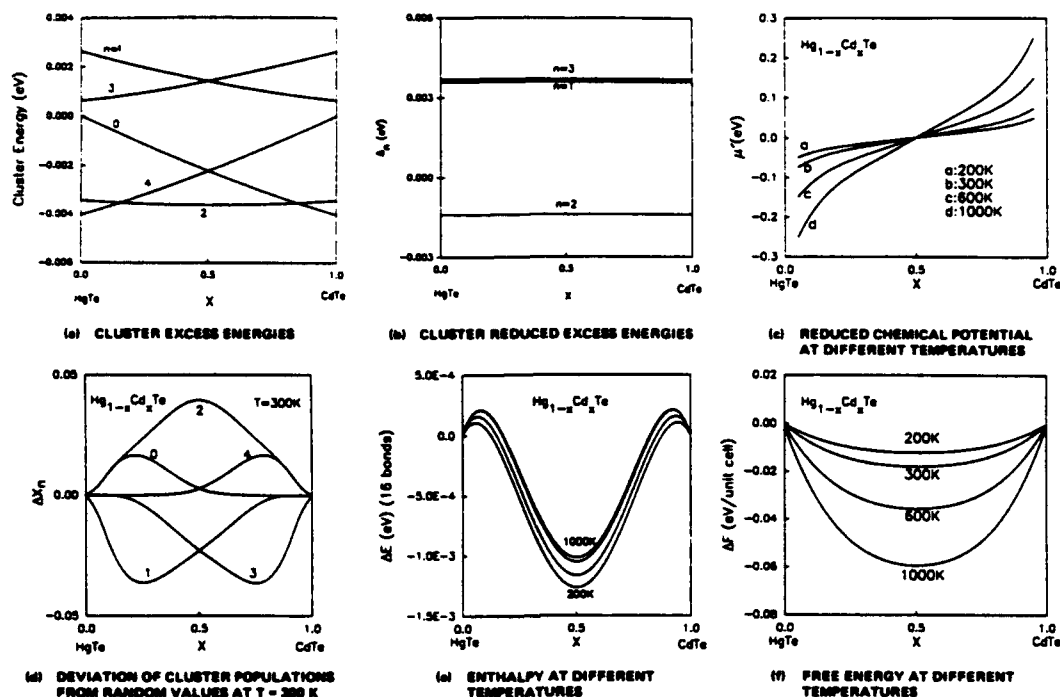 0.004
0.002
0.000
-0.002
-0.004
-0.006
Cluster Energy (eV)
n=4
3
0
4
2
0.0
0.5
1.0
HgTe
X
CdTe
(a) CLUSTER EXCESS ENERGIES
0.006
0.003
0.000
-0.003
Δn (eV)
n=3
n=1
n=2
0.0
0.5
1.0
HgTe
X
CdTe
(b) CLUSTER REDUCED EXCESS ENERGIES
0.3
0.2
0.1
0.0
-0.1
-0.2
-0.3
Hg1-xCdxTe
a
b
c
d
a:200K
b:300K
c:600K
d:1000K
0.0
0.5
1.0
HgTe
X
CdTe
(c) REDUCED CHEMICAL POTENTIAL
AT DIFFERENT TEMPERATURES
0.05
0.00
-0.05
ΔXn
Hg1-xCdxTe
T=300K
2
0
4
1
3
0.0
0.5
1.0
HgTe
X
CdTe
(d) DEVIATION OF CLUSTER POPULATIONS
FROM RANDOM VALUES AT T = 300 K
5.0E-4
0.0
-5.0E-4
-1.0E-3
-1.5E-3
ΔE (eV) (16 bonds)
Hg1-xCdxTe
1000K
200K
0.0
0.5
1.0
HgTe
X
CdTe
(e) ENTHALPY AT DIFFERENT
TEMPERATURES
0.02
0.00
-0.02
-0.04
-0.06
-0.08
ΔF (eV/unit cell)
Hg1-xCdxTe
200K
300K
600K
1000K
0.0
0.5
1.0
HgTe
X
CdTe
(f) FREE ENERGY AT DIFFERENT
TEMPERATURES